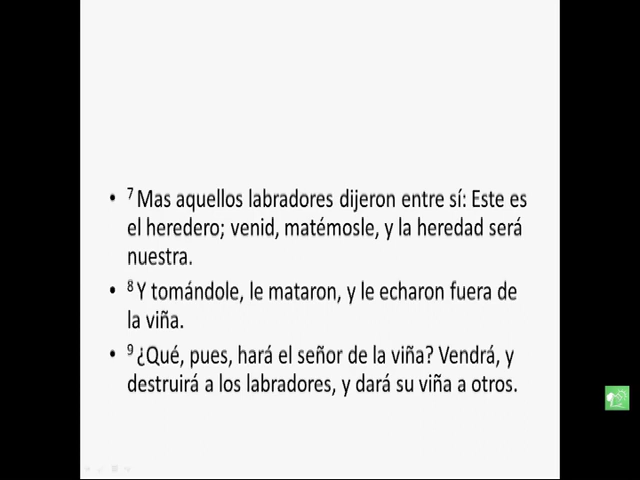 • 7 Mas aquellos labradores dijeron entre sí: Este es
el heredero; venid, matémosle, y la heredad será
nuestra.
• 8 Y tomándole, le mataron, y le echaron fuera de
la viña.
• 9 ¿Qué, pues, hará el señor de la viña? Vendrá, y
destruirá a los labradores, y dará su viña a otros.